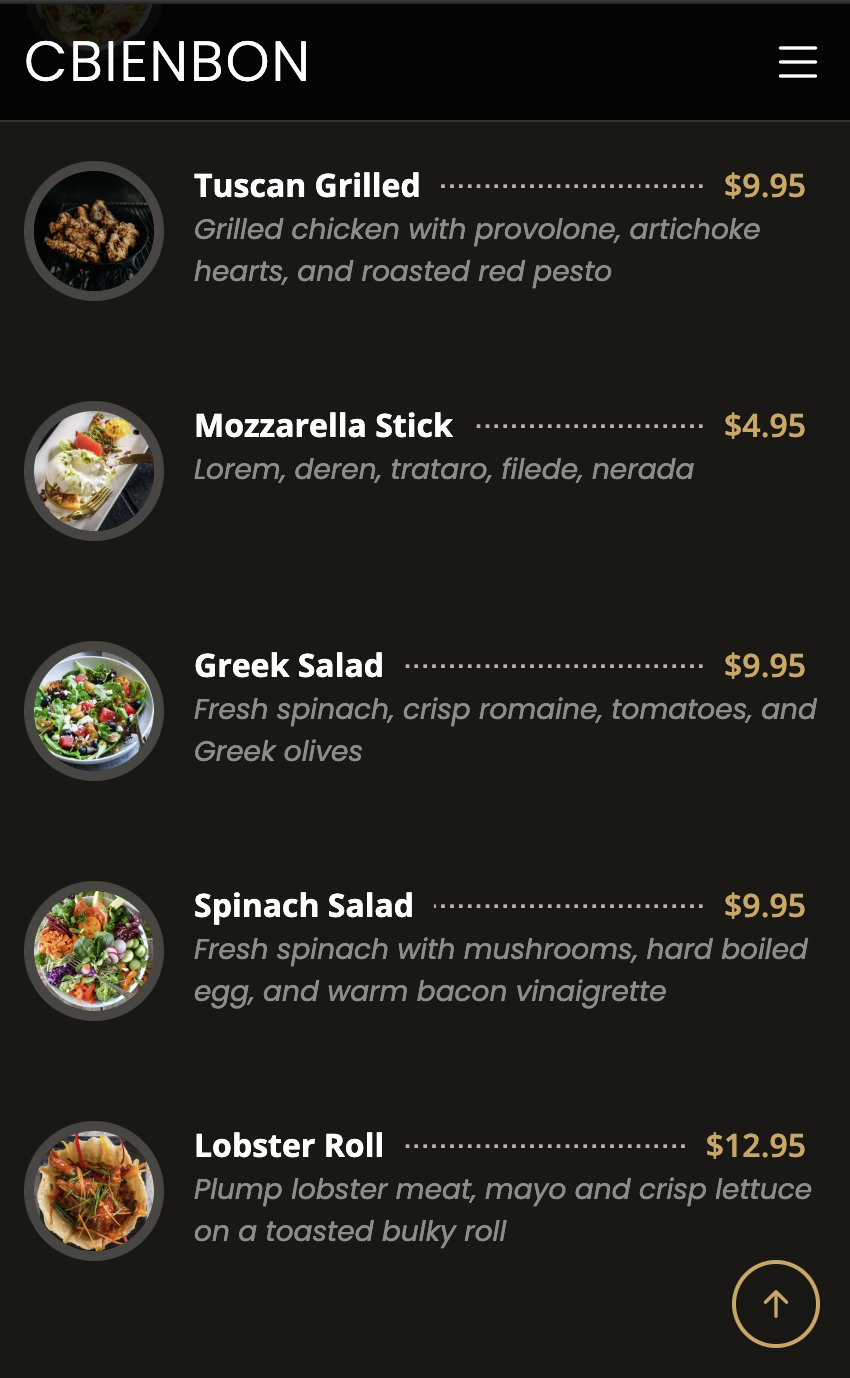 CBIENBON
Tuscan Grilled $9.95
Grilled chicken with provolone, artichoke
hearts, and roasted red pesto
Mozzarella Stick $4.95
Lorem, deren, trataro, filede, nerada
Greek Salad $9.95
Fresh spinach, crisp romaine, tomatoes, and
Greek olives
Spinach Salad $9.95
Fresh spinach with mushrooms, hard boiled
egg, and warm bacon vinaigrette
Lobster Roll $12.95
Plump lobster meat, mayo and crisp lettuce
on a toasted bulky roll